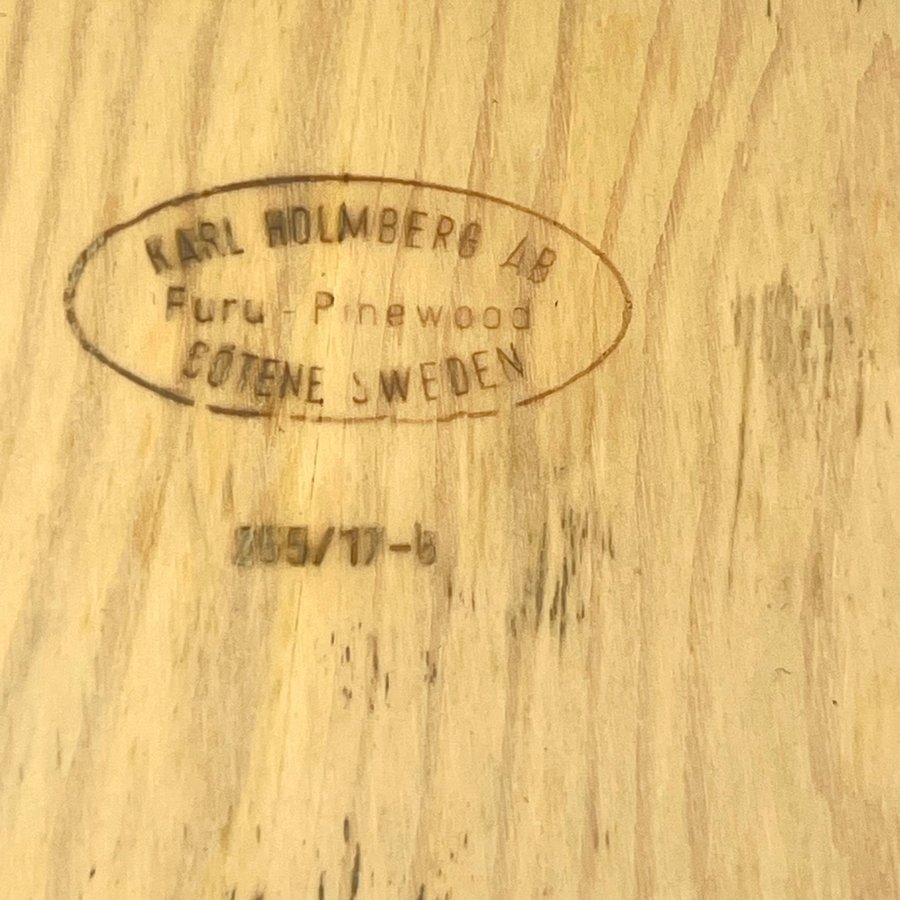 KARL HOLMBERG AB
Furu - Pinewood
GÖTENE SWEDEN